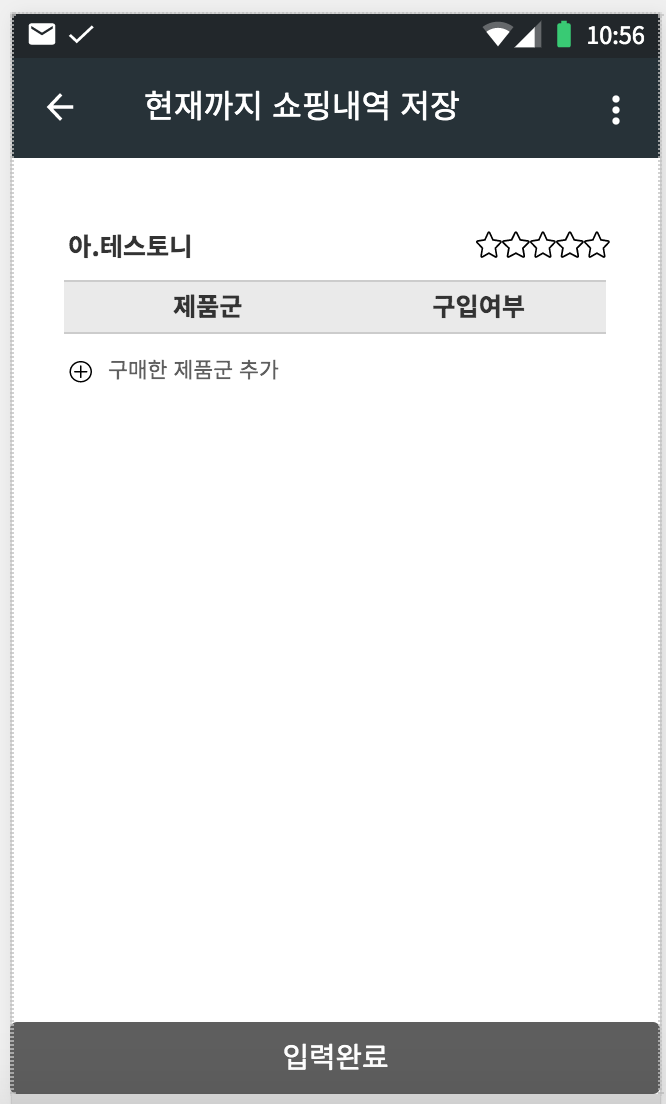 10:56
현재까지 쇼핑내역 저장
아.테스토니
제품군 구입여부
구매한 제품군 추가
입력완료